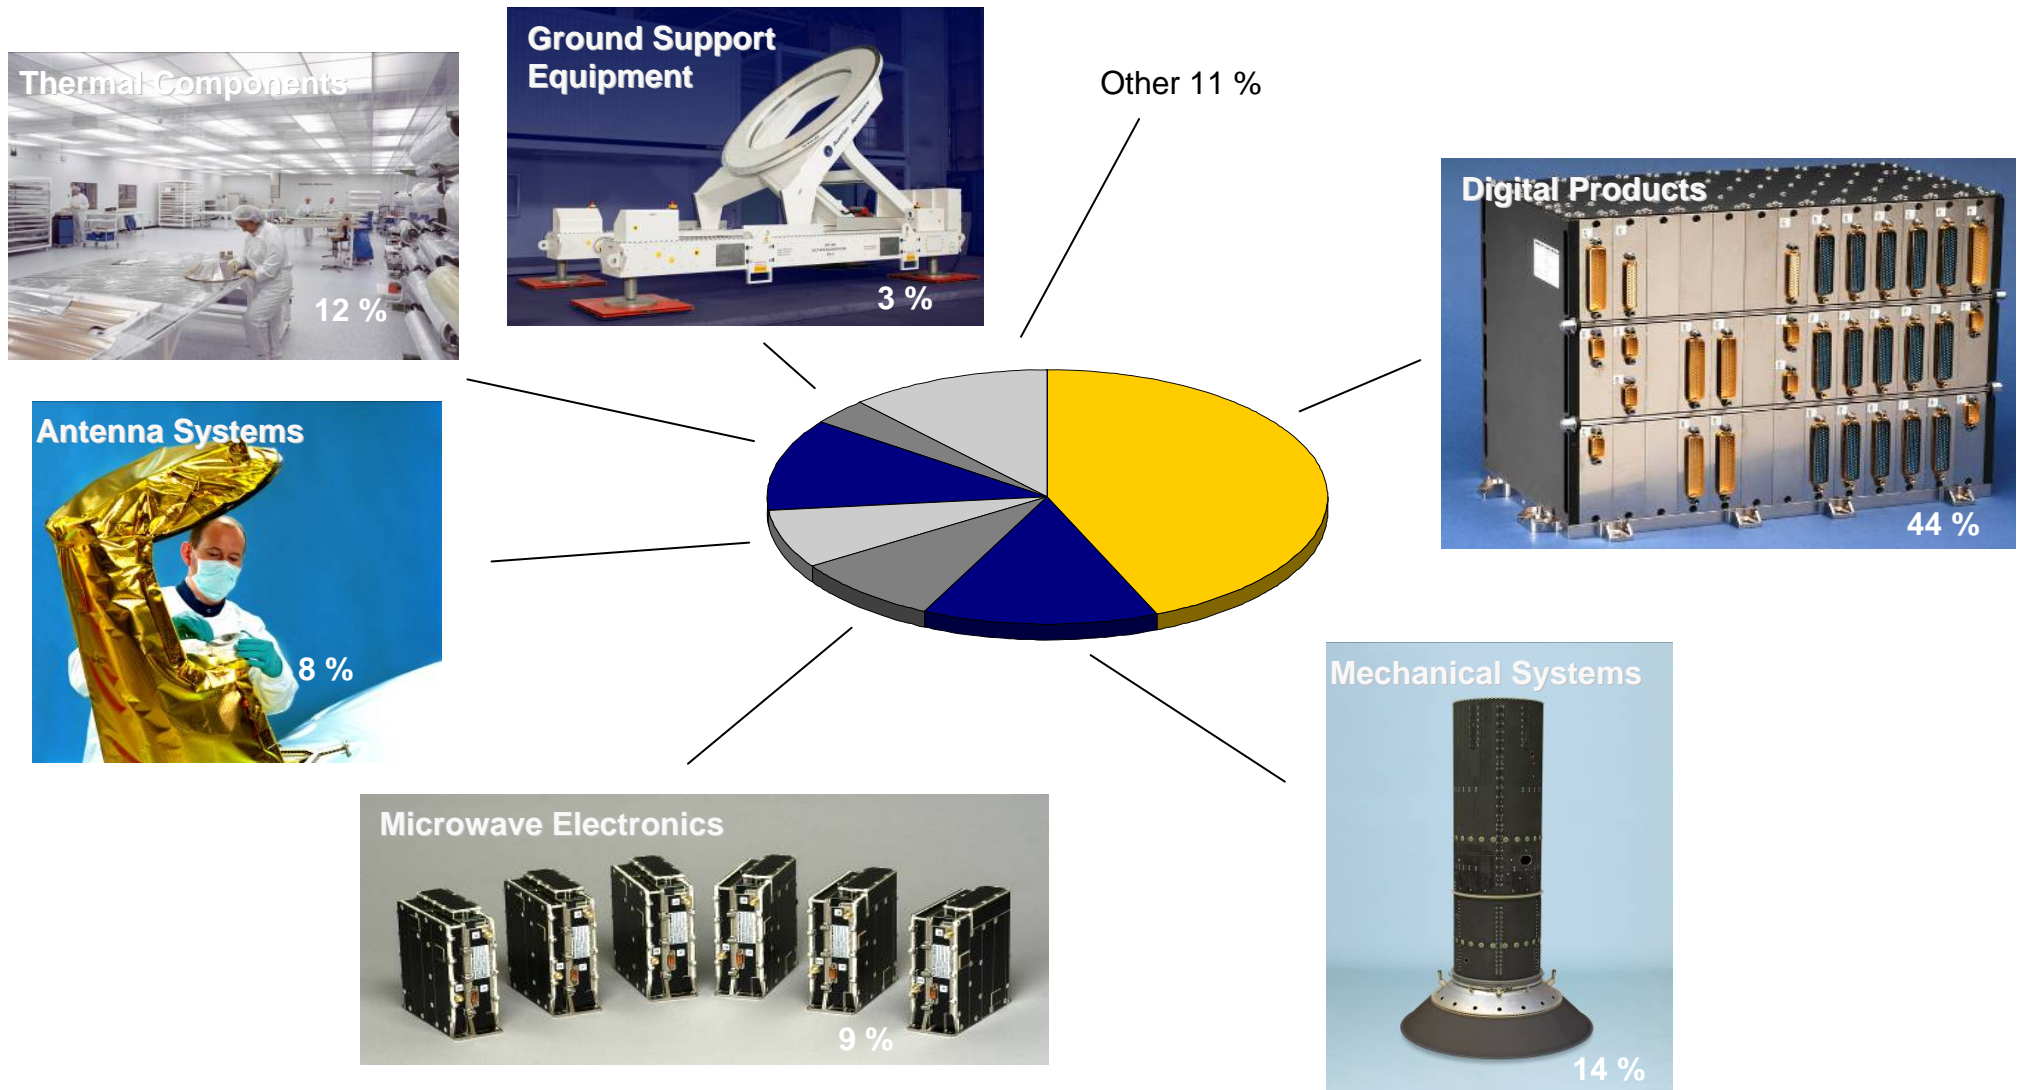 Ground Support
Equipment
3 %
Thermal Components
12 %
Other 11 %
Digital Products
44 %
Antenna Systems
8 %
Mechanical Systems
14 %
Microwave Electronics
9 %